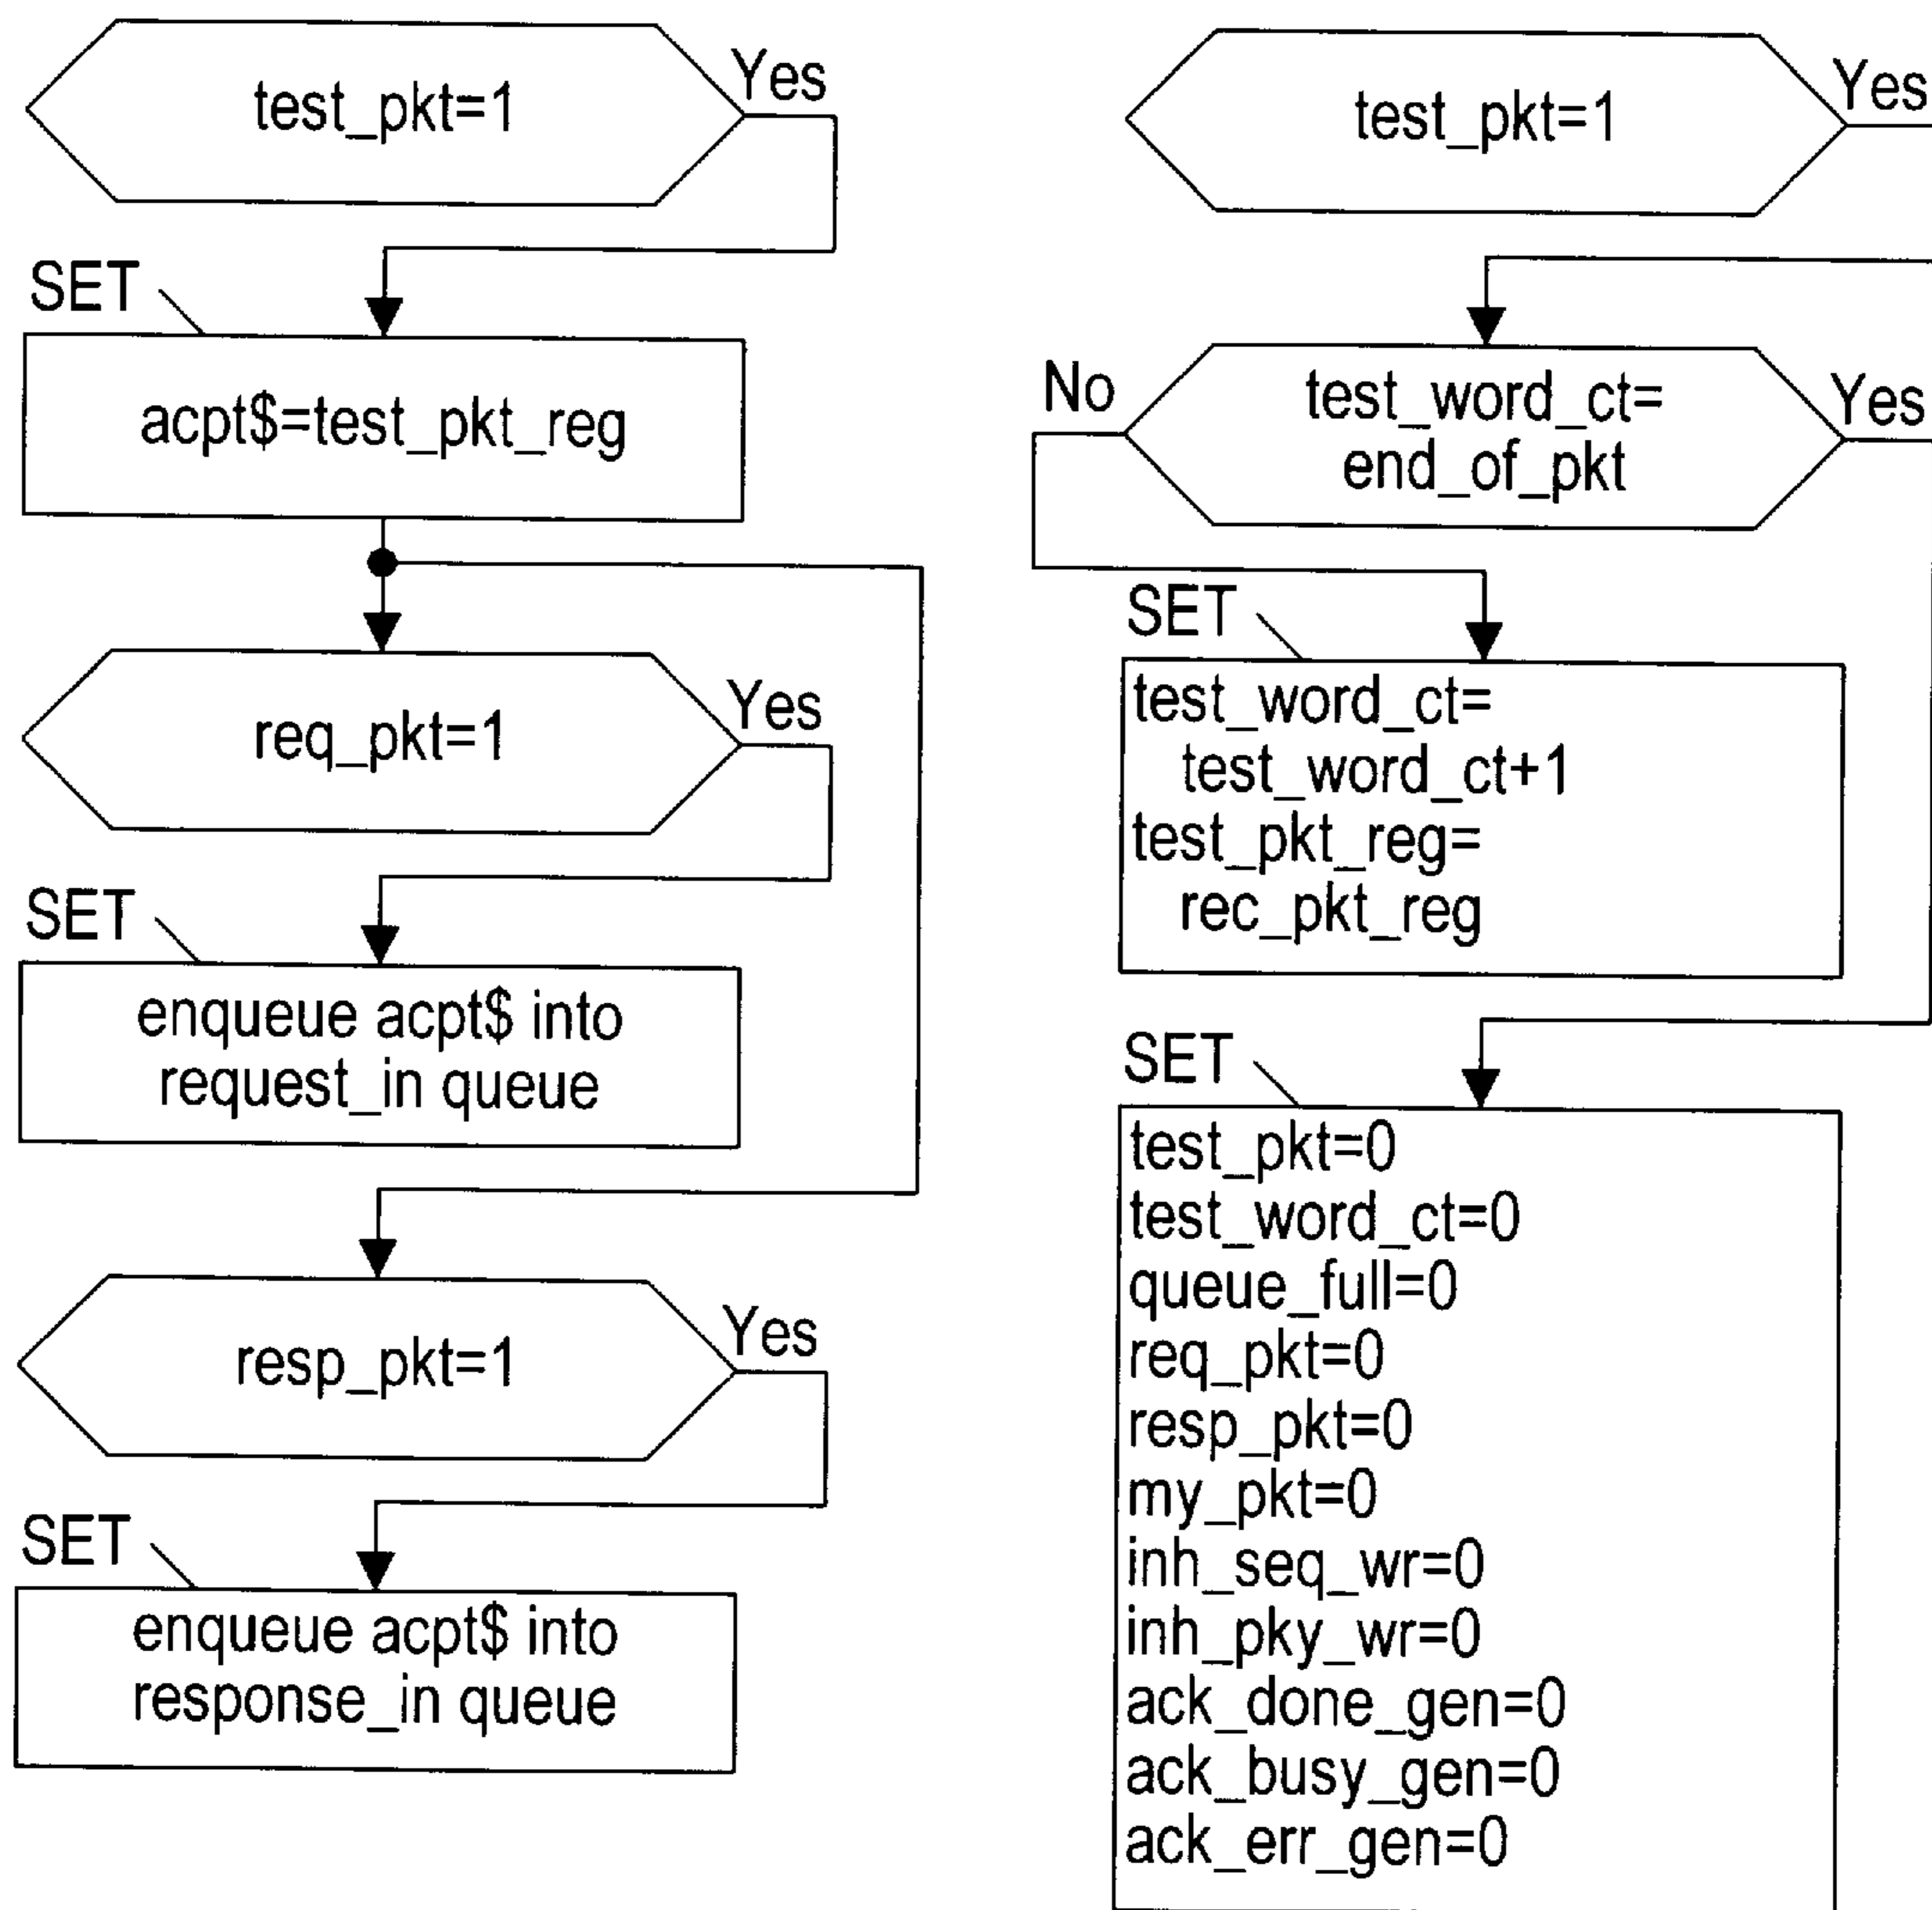 test_pkt=1
Yes
SET
acpt$=test_pkt_reg
req_pkt=1
Yes
SET
enqueue acpt$ into
request_in queue
resp_pkt=1
Yes
SET
enqueue acpt$ into
response_in queue
test_pkt=1
Yes
No
test_word_ct=
end_of_pkt
Yes
SET
test_word_ct=
test_word_ct+1
test_pkt_reg=
rec_pkt_reg
SET
test_pkt=0
test_word_ct=0
queue_full=0
req_pkt=0
resp_pkt=0
my_pkt=0
inh_seq_wr=0
inh_pky_wr=0
ack_done_gen=0
ack_busy_gen=0
ack_err_gen=0